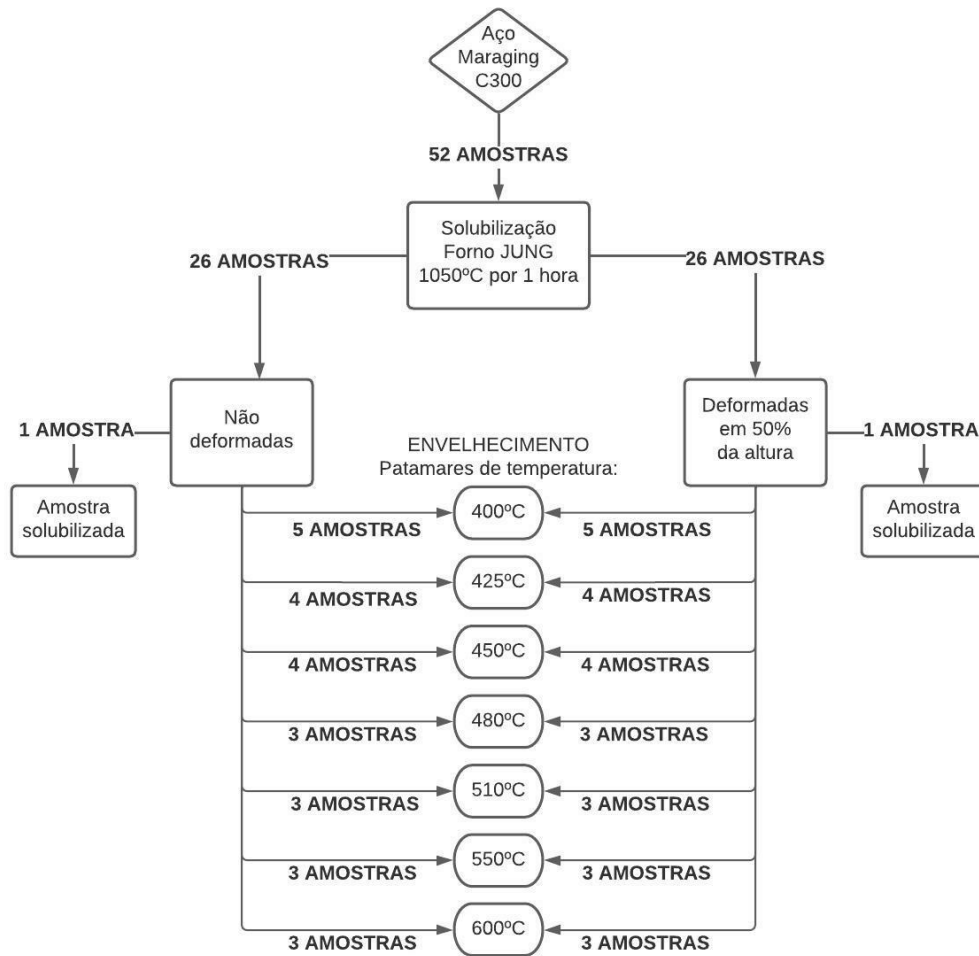 Aço
Maraging
C300
52 AMOSTRAS
Solubilização
Forno JUNG
1050ºC por 1 hora
26 AMOSTRAS
26 AMOSTRAS
Não
deformadas
Deformadas
em 50%
da altura
1 AMOSTRA
1 AMOSTRA
Amostra
solubilizada
Amostra
solubilizada
ENVELHECIMENTO
Patamares de temperatura:
400ºC
5 AMOSTRAS
5 AMOSTRAS
425ºC
4 AMOSTRAS
4 AMOSTRAS
450ºC
4 AMOSTRAS
4 AMOSTRAS
480ºC
3 AMOSTRAS
3 AMOSTRAS
510ºC
3 AMOSTRAS
3 AMOSTRAS
550ºC
3 AMOSTRAS
3 AMOSTRAS
600ºC
3 AMOSTRAS
3 AMOSTRAS